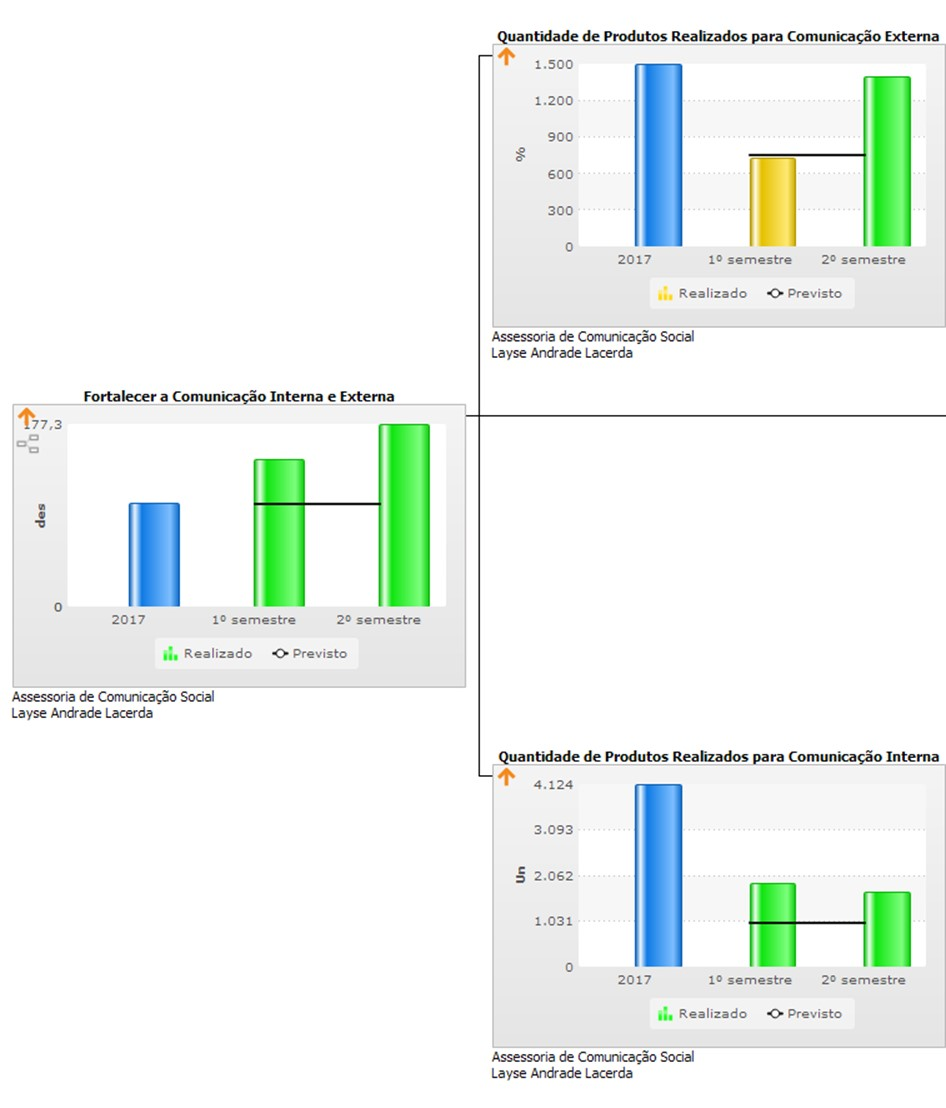 Quantidade de Produtos Realizados para Comunicação Externa
1.500
1.200
900
600
300
0
%
2017 1º semestre 2º semestre
Realizado Previsto
Assessoria de Comunicação Social
Layse Andrade Lacerda
Fortalecer a Comunicação Interna e Externa
177,3
0
des
2017 1º semestre 2º semestre
Realizado Previsto
Assessoria de Comunicação Social
Layse Andrade Lacerda
Quantidade de Produtos Realizados para Comunicação Interna
4.124
3.093
2.062
1.031
0
Un
2017 1º semestre 2º semestre
Realizado Previsto
Assessoria de Comunicação Social
Layse Andrade Lacerda